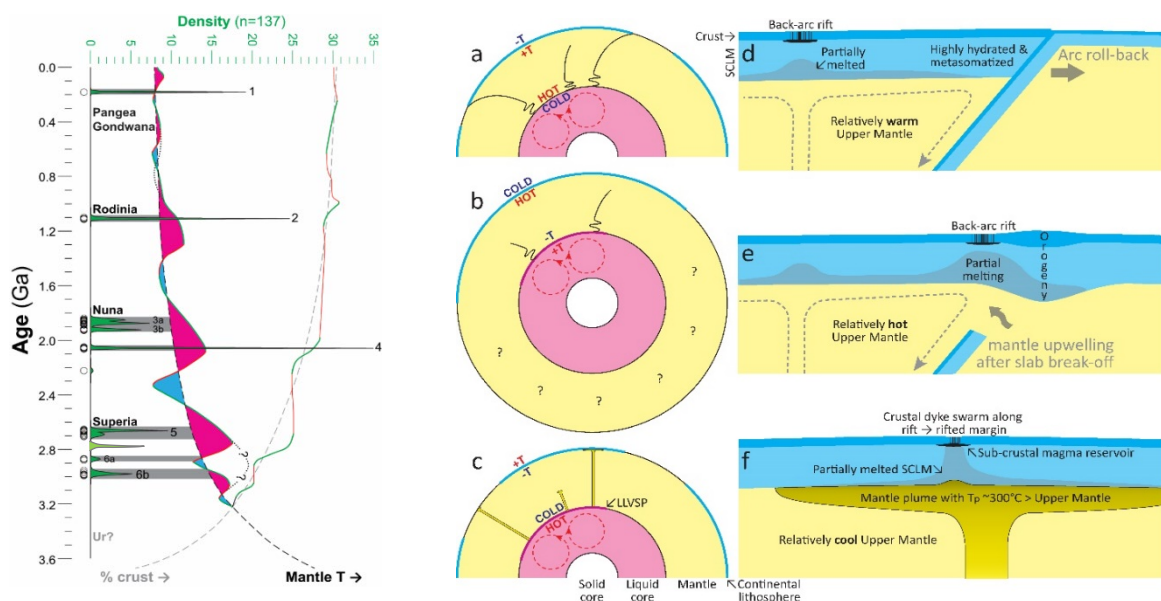 Density (n=137)
0 5 10 15 20 25 30 35
Age (Ga)
0.0
0.4
0.8
1.2
1.6
2.0
2.4
2.8
3.2
3.6
1
Pangea
Gondwana
Rodinia
2
Nuna
3a
3b
4
Superia
5
6a
6b
?
?
Ur?
% crust →
Mantle T →
a
-T
+T
HOT
COLD
b
COLD
HOT
-T
+T
?
?
?
?
?
c
+T
-T
COLD
HOT
LLVSP
Solid core
Liquid core
Mantle
Continental lithosphere
d
Crust→
SCLM
Back-arc rift
Partially melted
Highly hydrated & metasomatized
Arc roll-back
Relatively warm
Upper Mantle
e
Back-arc rift
Orogeny
Partial melting
Relatively hot
Upper Mantle
mantle upwelling
after slab break-off
f
Crustal dyke swarm along
rift → rifted margin
Sub-crustal magma reservoir
Partially melted SCLM
Mantle plume with Tp ~300°C > Upper Mantle
Relatively cool Upper Mantle